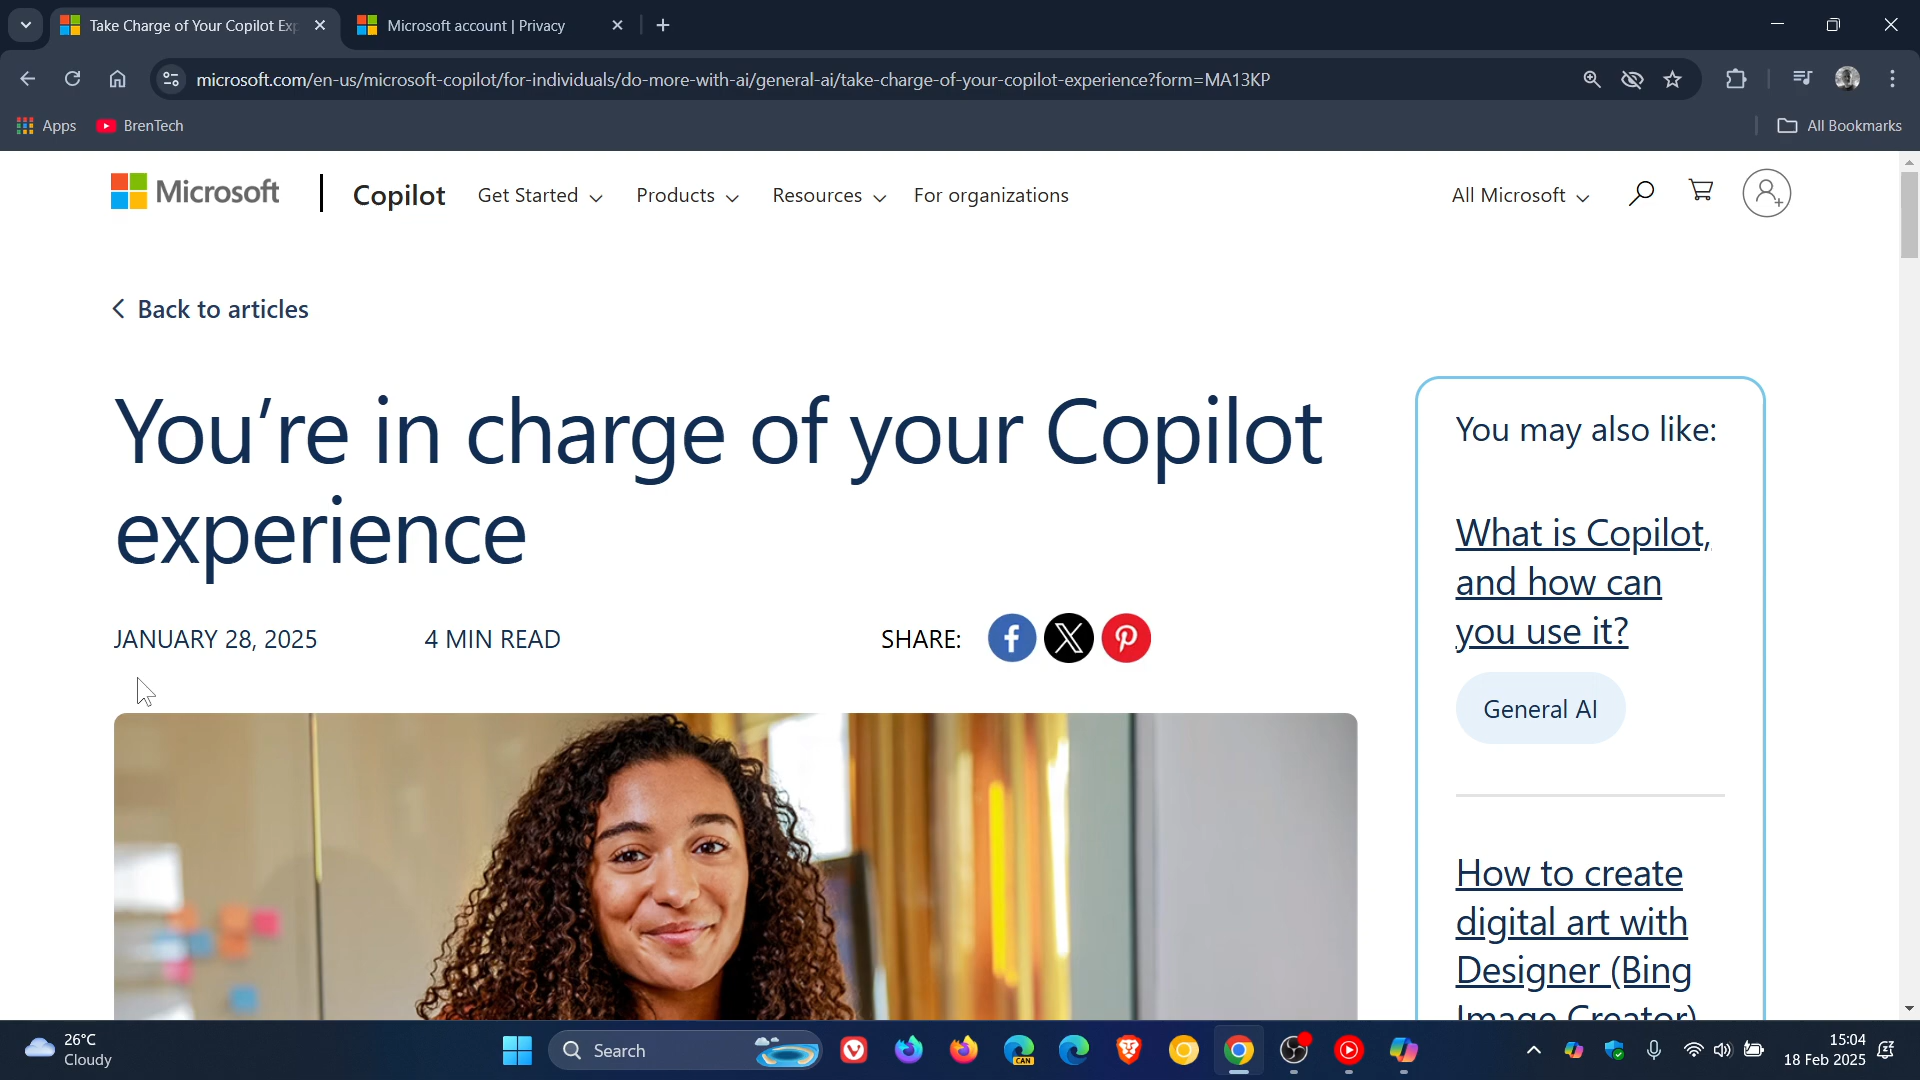 Take Charge of Your Copilot Exp
Microsoft account | Privacy
microsoft.com/en-us/microsoft-copilot/for-individuals/do-more-with-ai/general-ai/take-charge-of-your-copilot-experience?form=MA13KP
Apps
BrenTech
All Bookmarks
Microsoft
Copilot
Get Started
Products
Resources
For organizations
All Microsoft
Back to articles
You're in charge of your Copilot
experience
JANUARY 28, 2025
4 MIN READ
SHARE:
You may also like:
What is Copilot,
and how can
you use it?
General AI
How to create
digital art with
Designer (Bing
Image Creator)
26°C
Cloudy
Search
CAN
15:04
18 Feb 2025